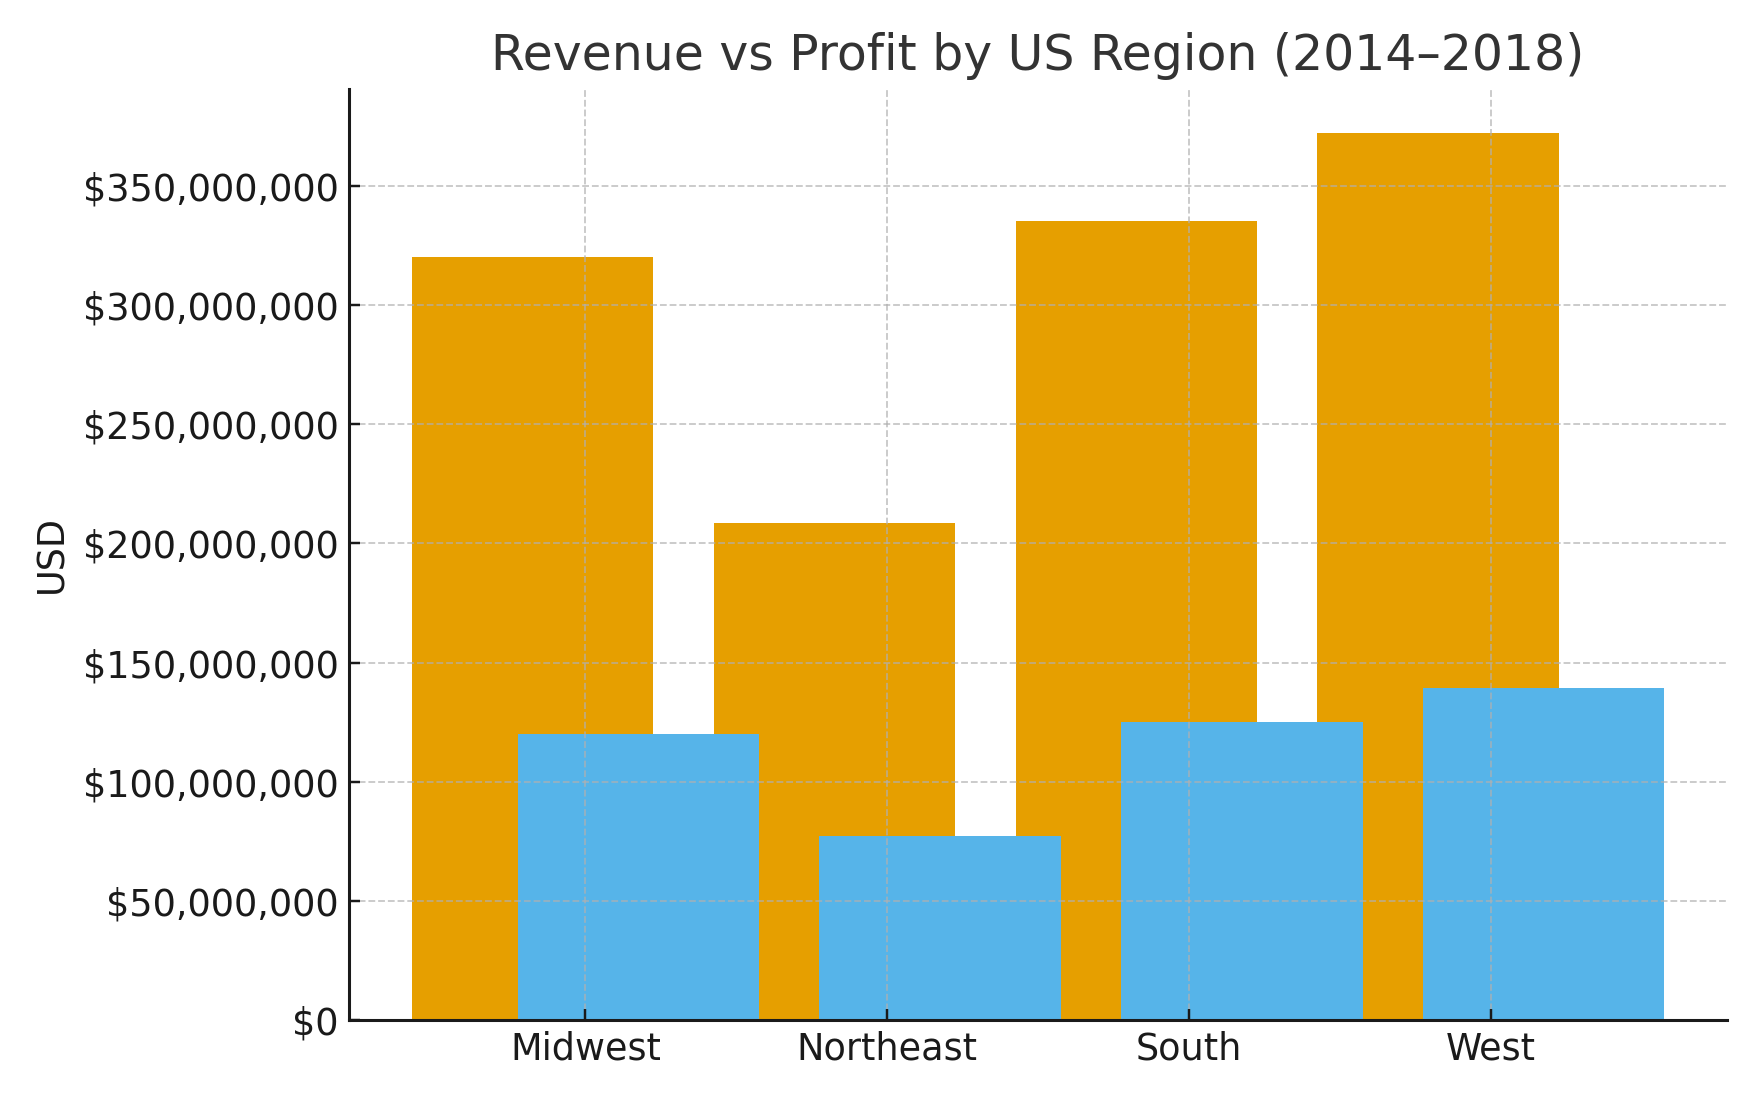 Revenue vs Profit by US Region (2014–2018)
$350,000,000
$300,000,000
$250,000,000
$200,000,000
$150,000,000
$100,000,000
$50,000,000
$0
USD
Midwest
Northeast
South
West